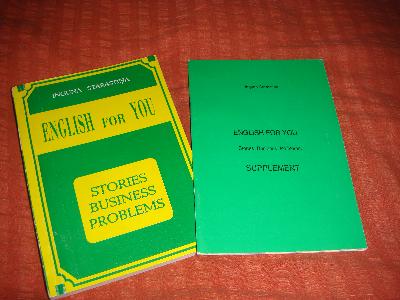 ENGLISH FOR YOU
STORIES
BUSINESS
PROBLEMS
ENGLISH FOR YOU
SUPPLEMENT